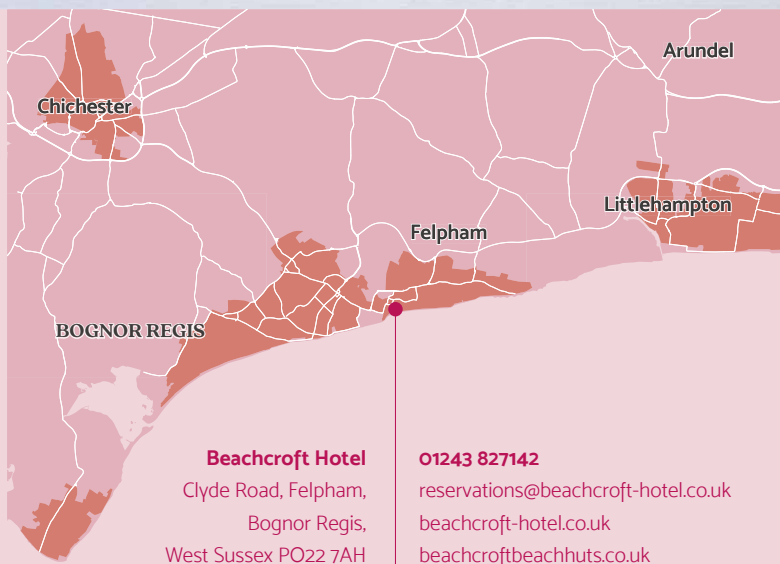 Arundel
Chichester
Littlehampton
Felpham
BOGNOR REGIS
Beachcroft Hotel
Clyde Road, Felpham,
Bognor Regis,
West Sussex PO22 7AH
01243 827142
reservations@beachcroft-hotel.co.uk
beachcroft-hotel.co.uk
beachcroftbeachhuts.co.uk